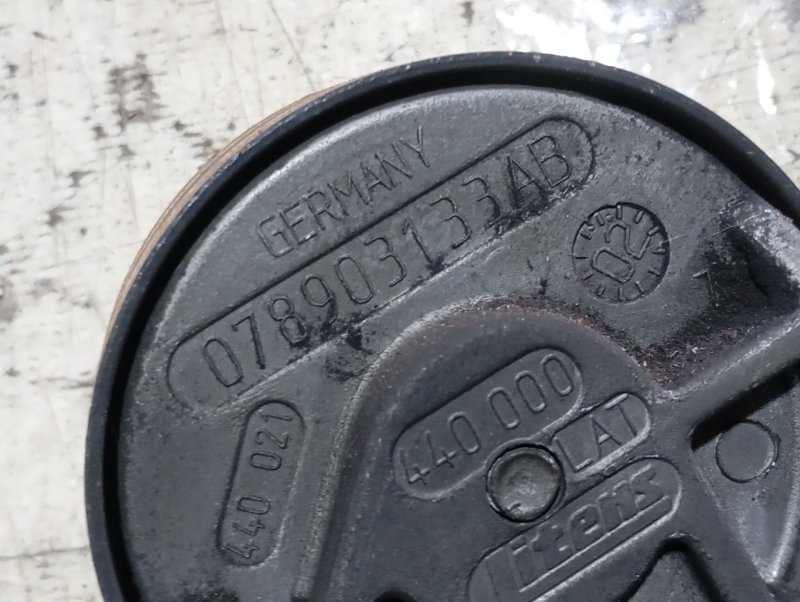 GERMANY
078903133AB
02
440 021
440.000
LAT
litens